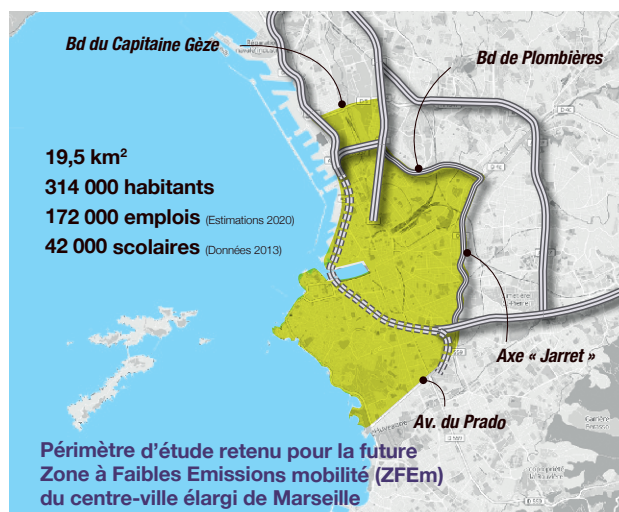 Bd du Capitaine Gèze
Bd de Plombières
19,5 km²
314 000 habitants
172 000 emplois (Estimations 2020)
42 000 scolaires (Données 2013)
Axe « Jarret »
Av. du Prado
Périmètre d'étude retenu pour la future
Zone à Faibles Emissions mobilité (ZFEm)
du centre-ville élargi de Marseille